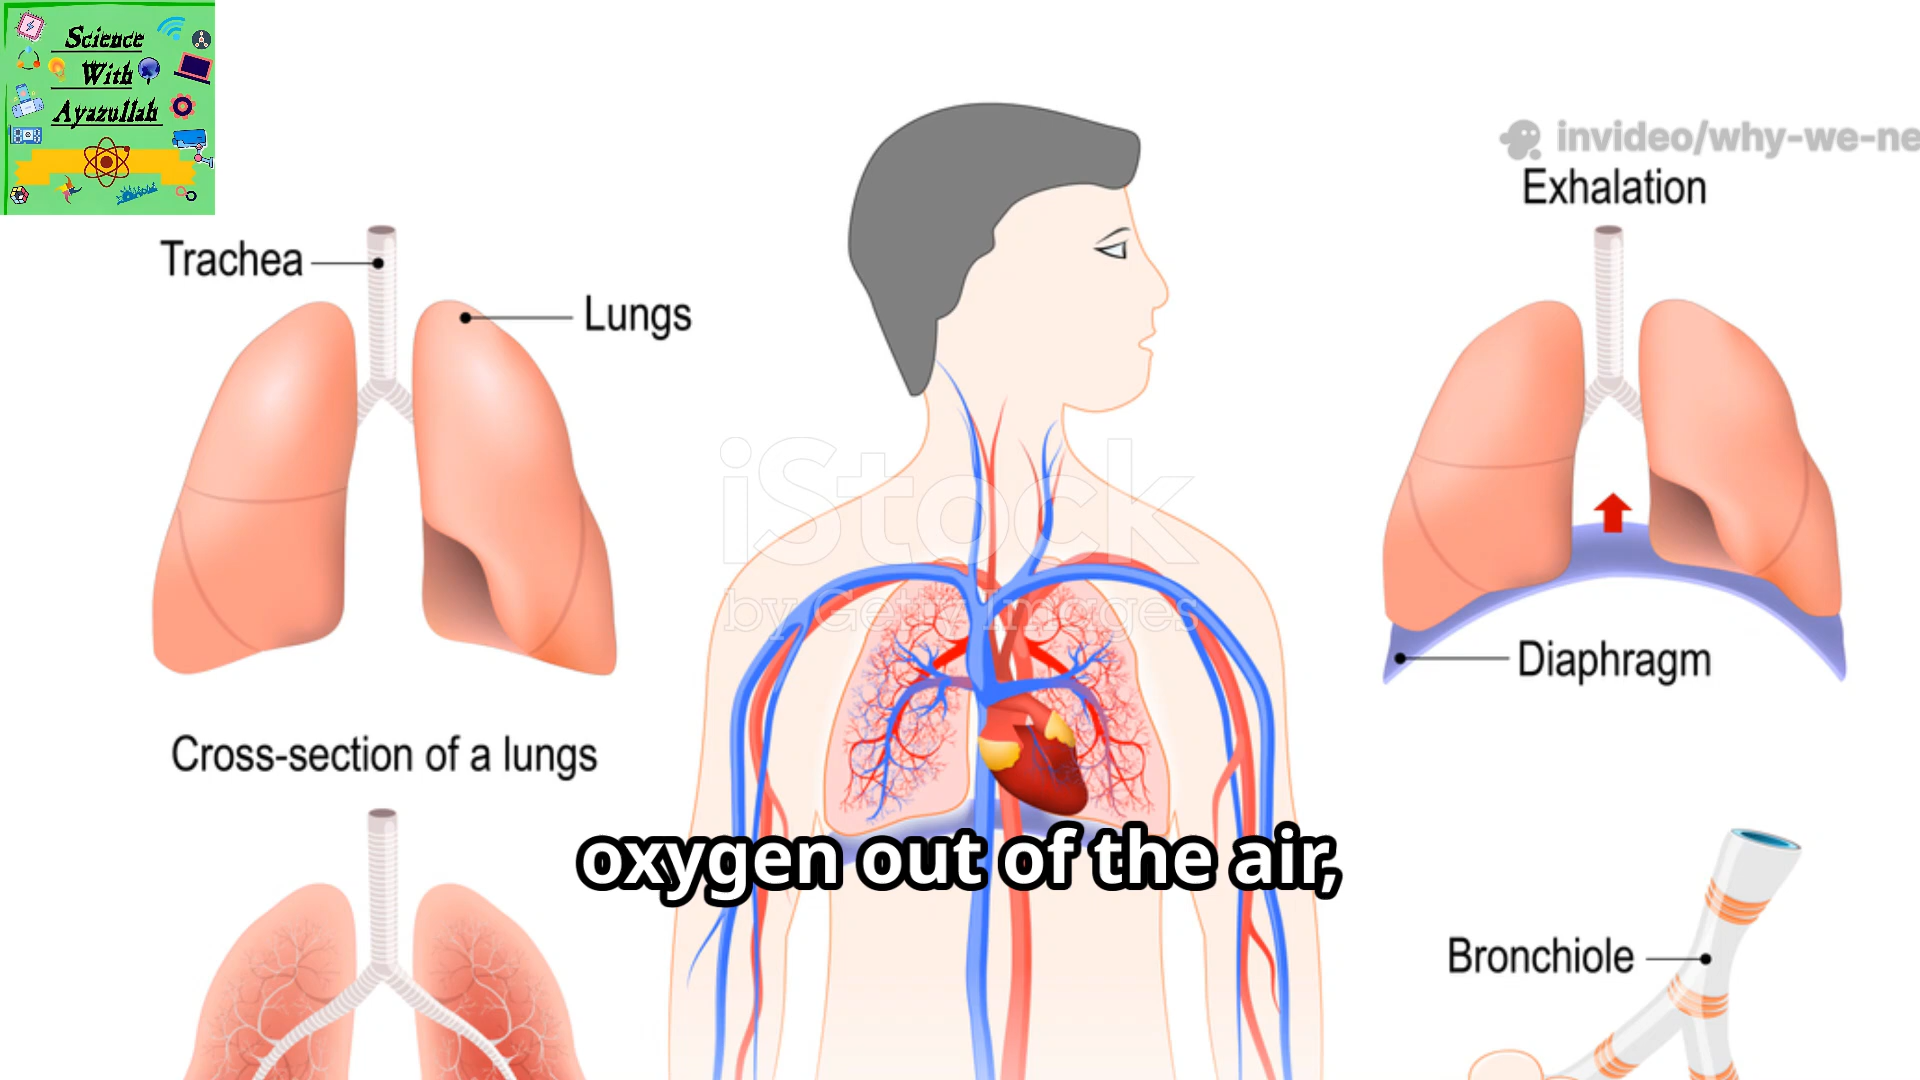 Science
With
Ayazullah
invideo/why-we-ne
Exhalation
Trachea
Lungs
iStock
by Getty Images
Diaphragm
Cross-section of a lungs
oxygen out of the air,
Bronchiole